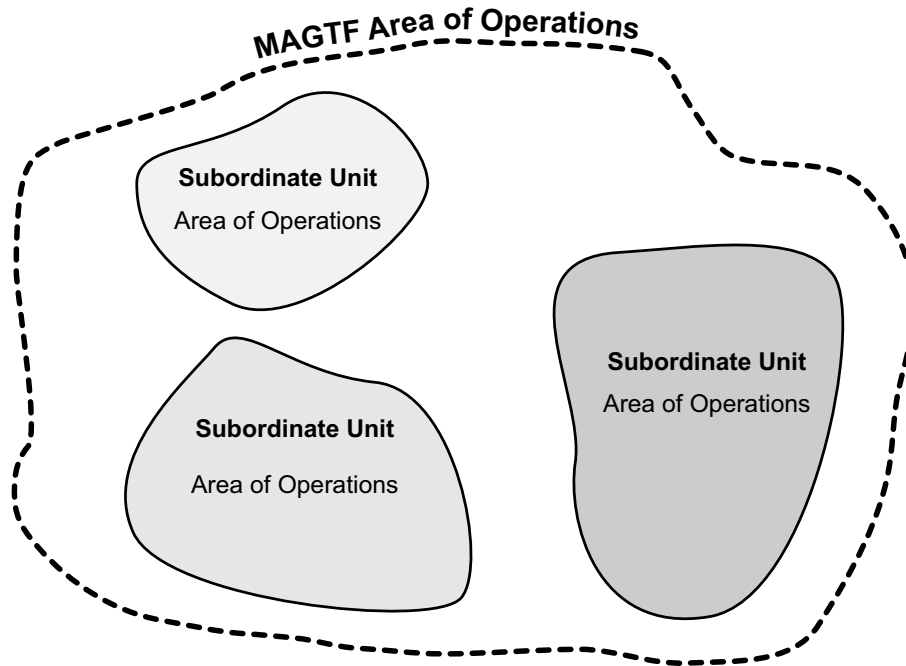 MAGTF Area of Operations
Subordinate Unit
Area of Operations
Subordinate Unit
Area of Operations
Subordinate Unit
Area of Operations